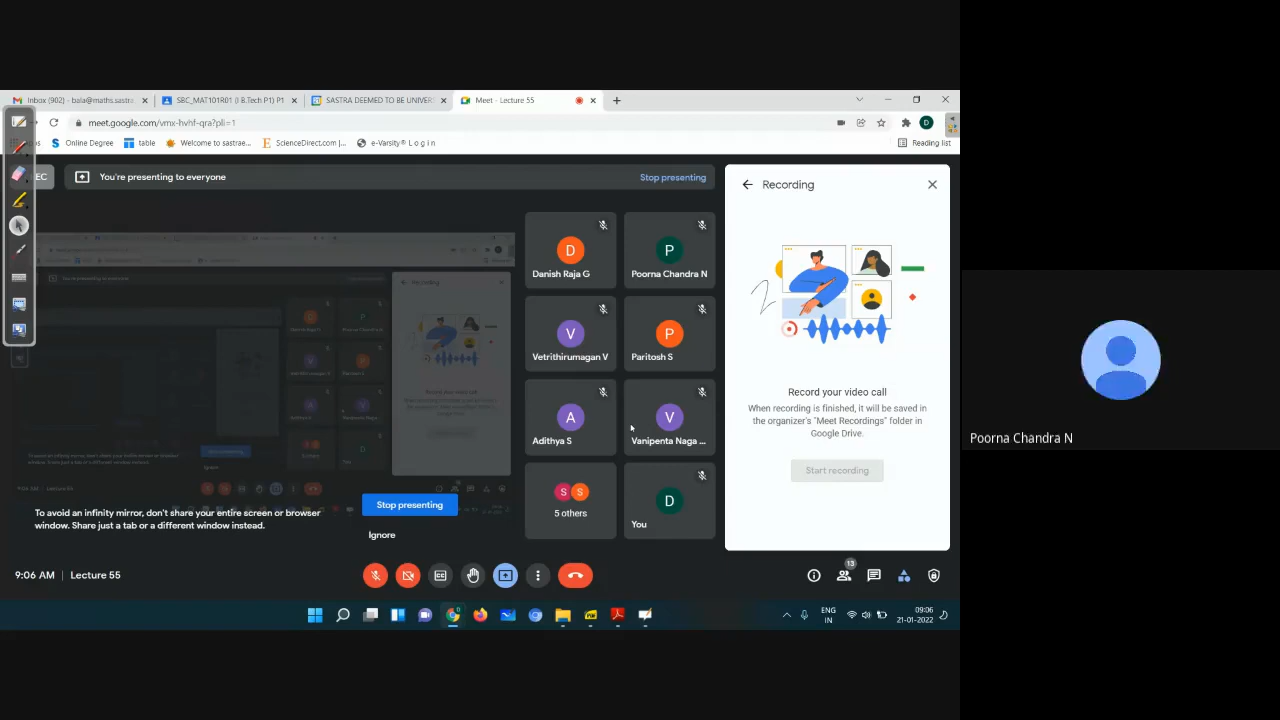 Inbox (902) - bala@maths.sastra
SBC_MAT101R01 (I B.Tech P1) P1
SASTRA DEEMED TO BE UNIVER
Meet - Lecture 55
meet.google.com/vmx-hvhf-qra?pli=1
Online Degree
table
Welcome to sastrae...
ScienceDirect.com |...
e-Varsity® L o g i n
Reading list
EC
You're presenting to everyone
Stop presenting
Recording
D
Danish Raja G
P
Poorna Chandra N
V
Vetrithirumagan V
P
Paritosh S
A
Adithya S
V
Vanipenta Naga ...
S S
5 others
D
You
2
Record your video call
When recording is finished, it will be saved in
the organizer's "Meet Recordings" folder in
Google Drive.
Start recording
To avoid an infinity mirror, don't share your entire screen or browser
window. Share just a tab or a different window instead.
Stop presenting
Ignore
9:06 AM | Lecture 55
13
ENG
IN
09:06
21-01-2022
Poorna Chandra N